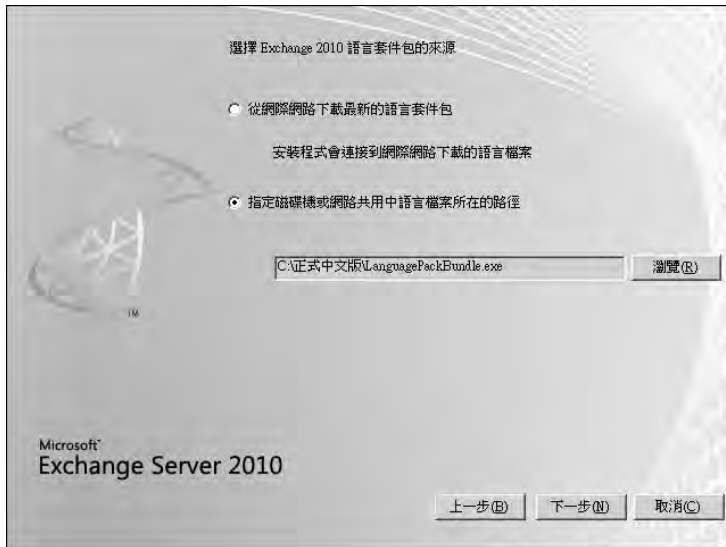 選擇 Exchange 2010 語言套件包的來源
從網際網路下載最新的語言套件包
安裝程式會連接到網際網路下載的語言檔案
指定磁碟機或網路共用中語言檔案所在的路徑
C:\正式中文版\LanguagePackBundle.exe
瀏覽(R)
TM
Microsoft®
Exchange Server 2010
上一步(B)
下一步(N)
取消(C)